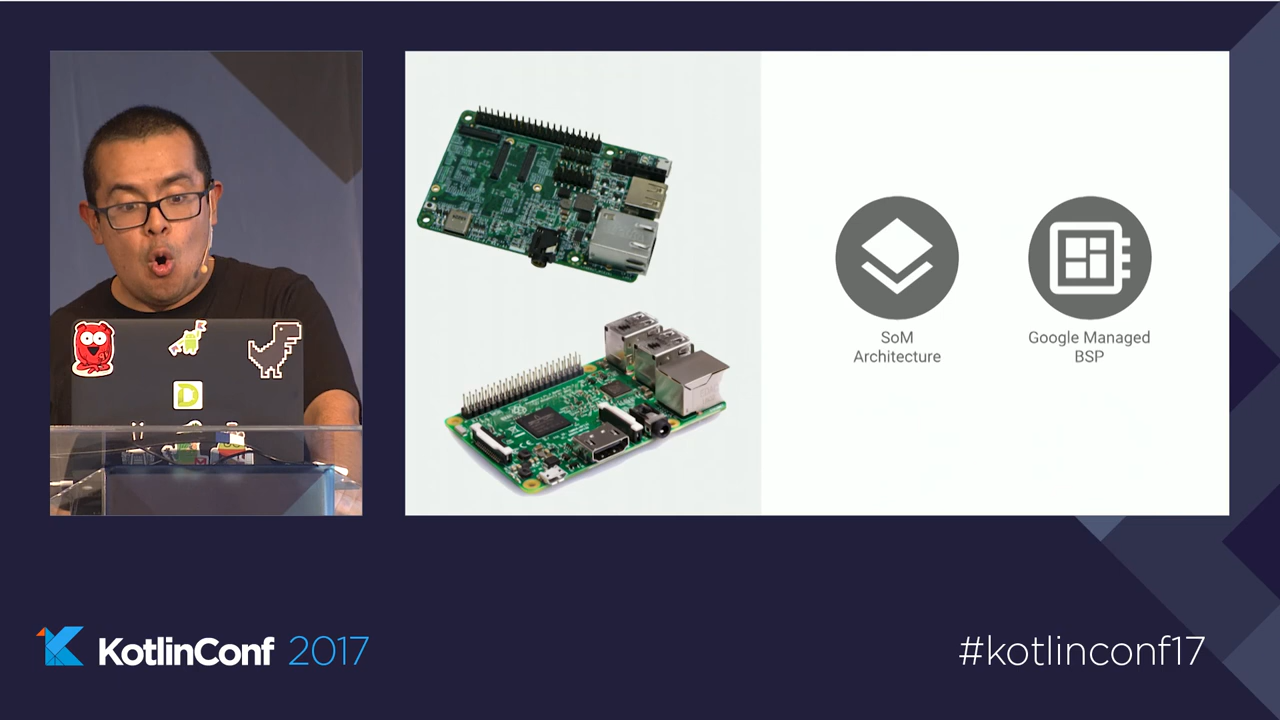 SoM
Architecture
Google Managed
BSP
KotlinConf 2017
#kotlinconf17